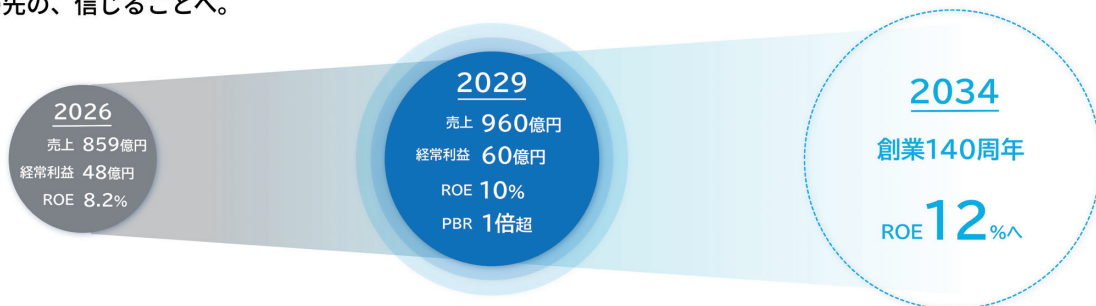 先の、信じることへ。
2026
売上 859億円
経常利益 48億円
ROE 8.2%
2029
売上 960億円
経常利益 60億円
ROE 10%
PBR 1倍超
2034
創業140周年
ROE 12%へ